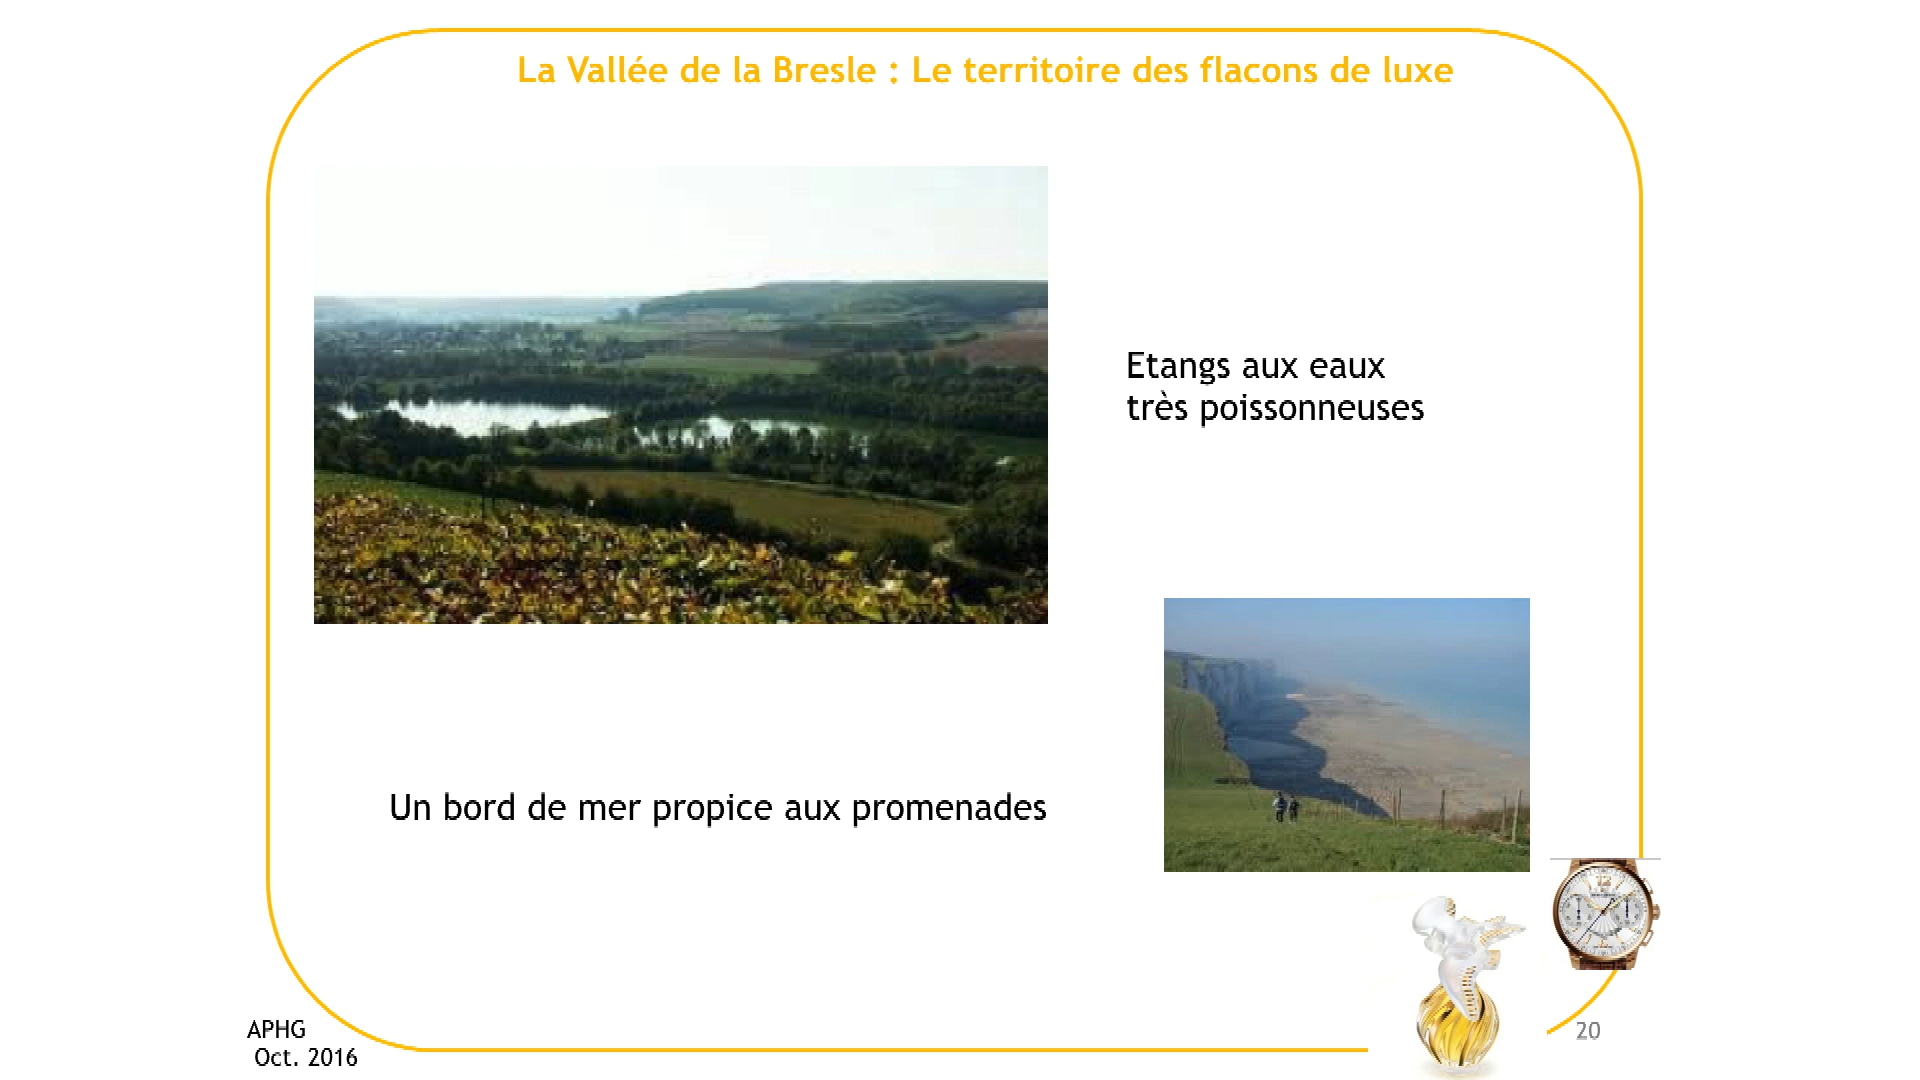 La Vallée de la Bresle : Le territoire des flacons de luxe
Etangs aux eaux
très poissonneuses
Un bord de mer propice aux promenades
APHG
Oct. 2016
20